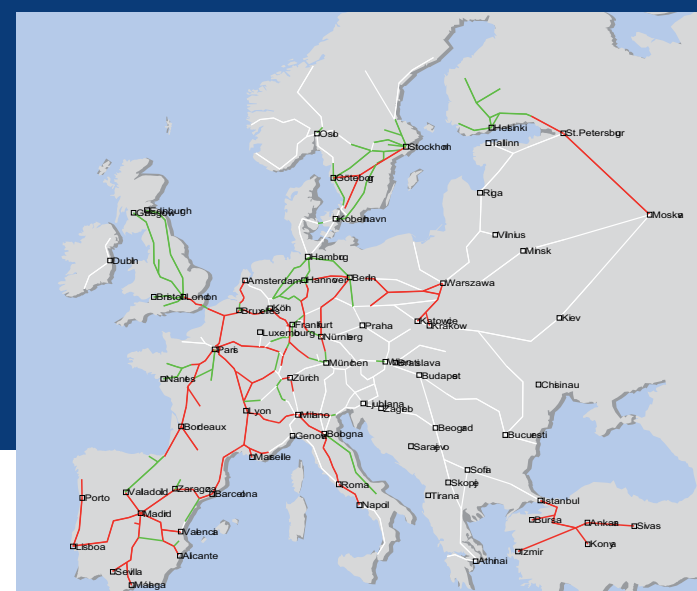 Oslo
Helsinki
St.Petersburg
Stockholm
Tallinn
Göteborg
Riga
Moskva
København
Glasgow
Edinburgh
Vilnius
Minsk
Dublin
Hamburg
Amsterdam
Hannover
Berlin
Warszawa
Bristol
London
Bruxelles
Köln
Katowice
Kraków
Kiev
Luxembourg
Frankfurt
Praha
Nürnberg
Paris
München
Wien
Bratislava
Nantes
Zürich
Budapest
Chisinau
Lyon
Milano
Ljubljana
Zagreb
Bordeaux
Genova
Bologna
Beograd
Bucuresti
Marseille
Sarajevo
Sofia
Porto
Valladolid
Zaragoza
Barcelona
Roma
Skopje
Madrid
Napoli
Tirana
Istanbul
Bursa
Ankara
Sivas
Valencia
Lisboa
Alicante
Izmir
Konya
Sevilla
Málaga
Athinai